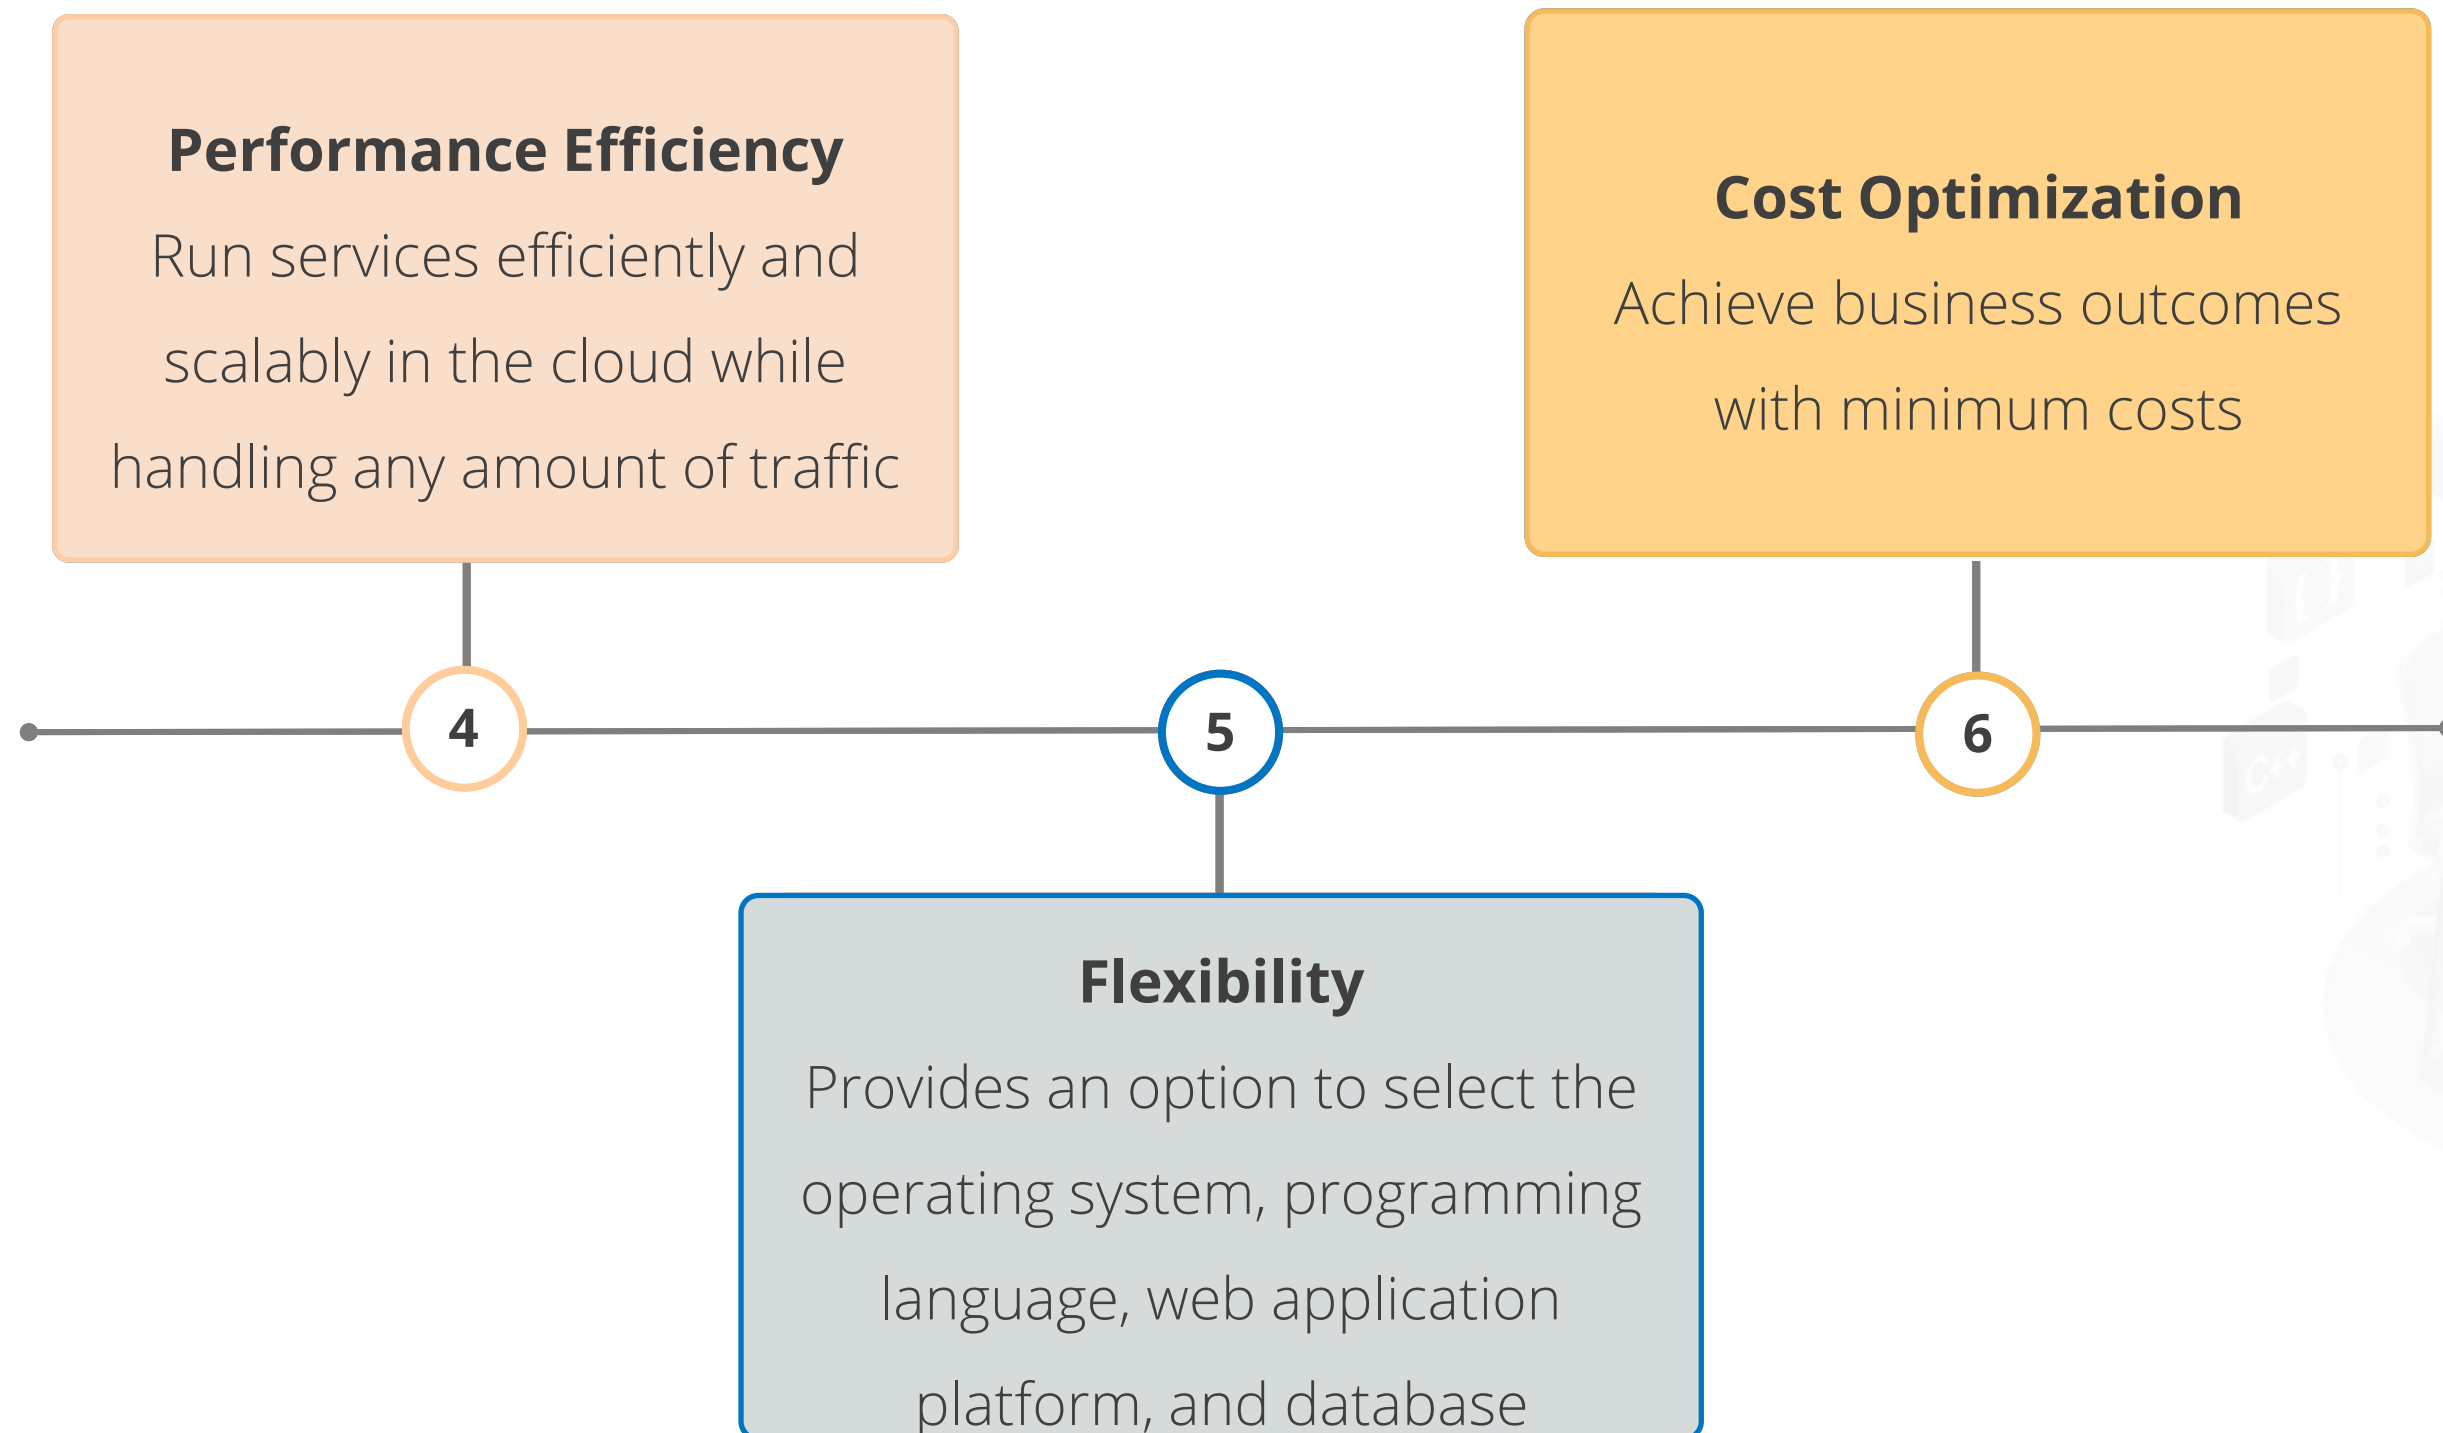 Performance Efficiency
Run services efficiently and
scalably in the cloud while
handling any amount of traffic
Cost Optimization
Achieve business outcomes
with minimum costs
4
5
6
C++
Flexibility
Provides an option to select the
operating system, programming
language, web application
platform, and database